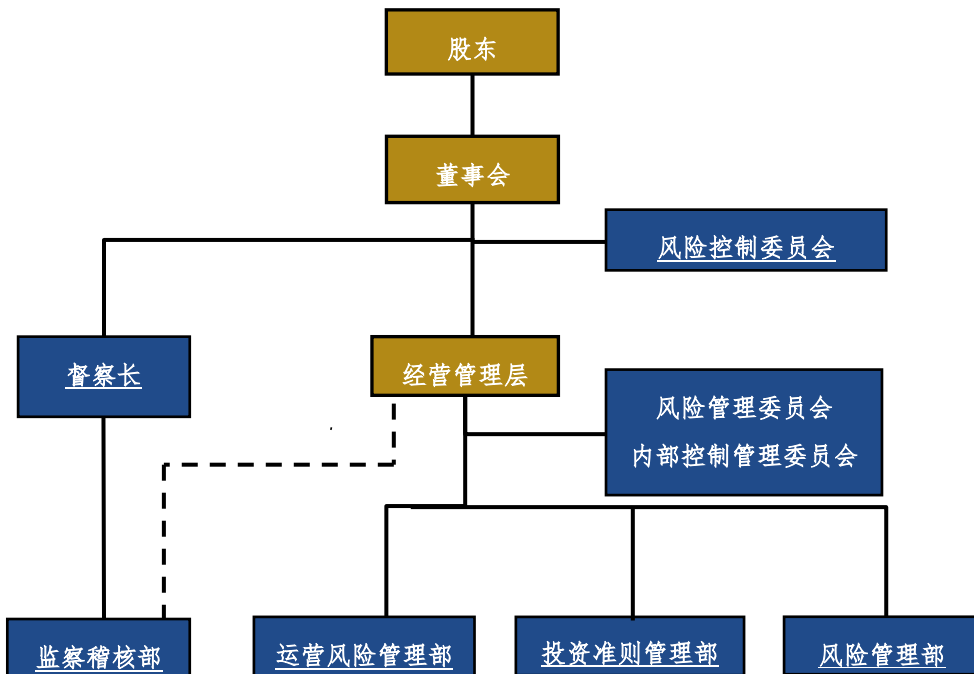 股东
董事会
风险控制委员会
督察长
经营管理层
风险管理委员会
内部控制管理委员会
监察稽核部
运营风险管理部
投资准则管理部
风险管理部